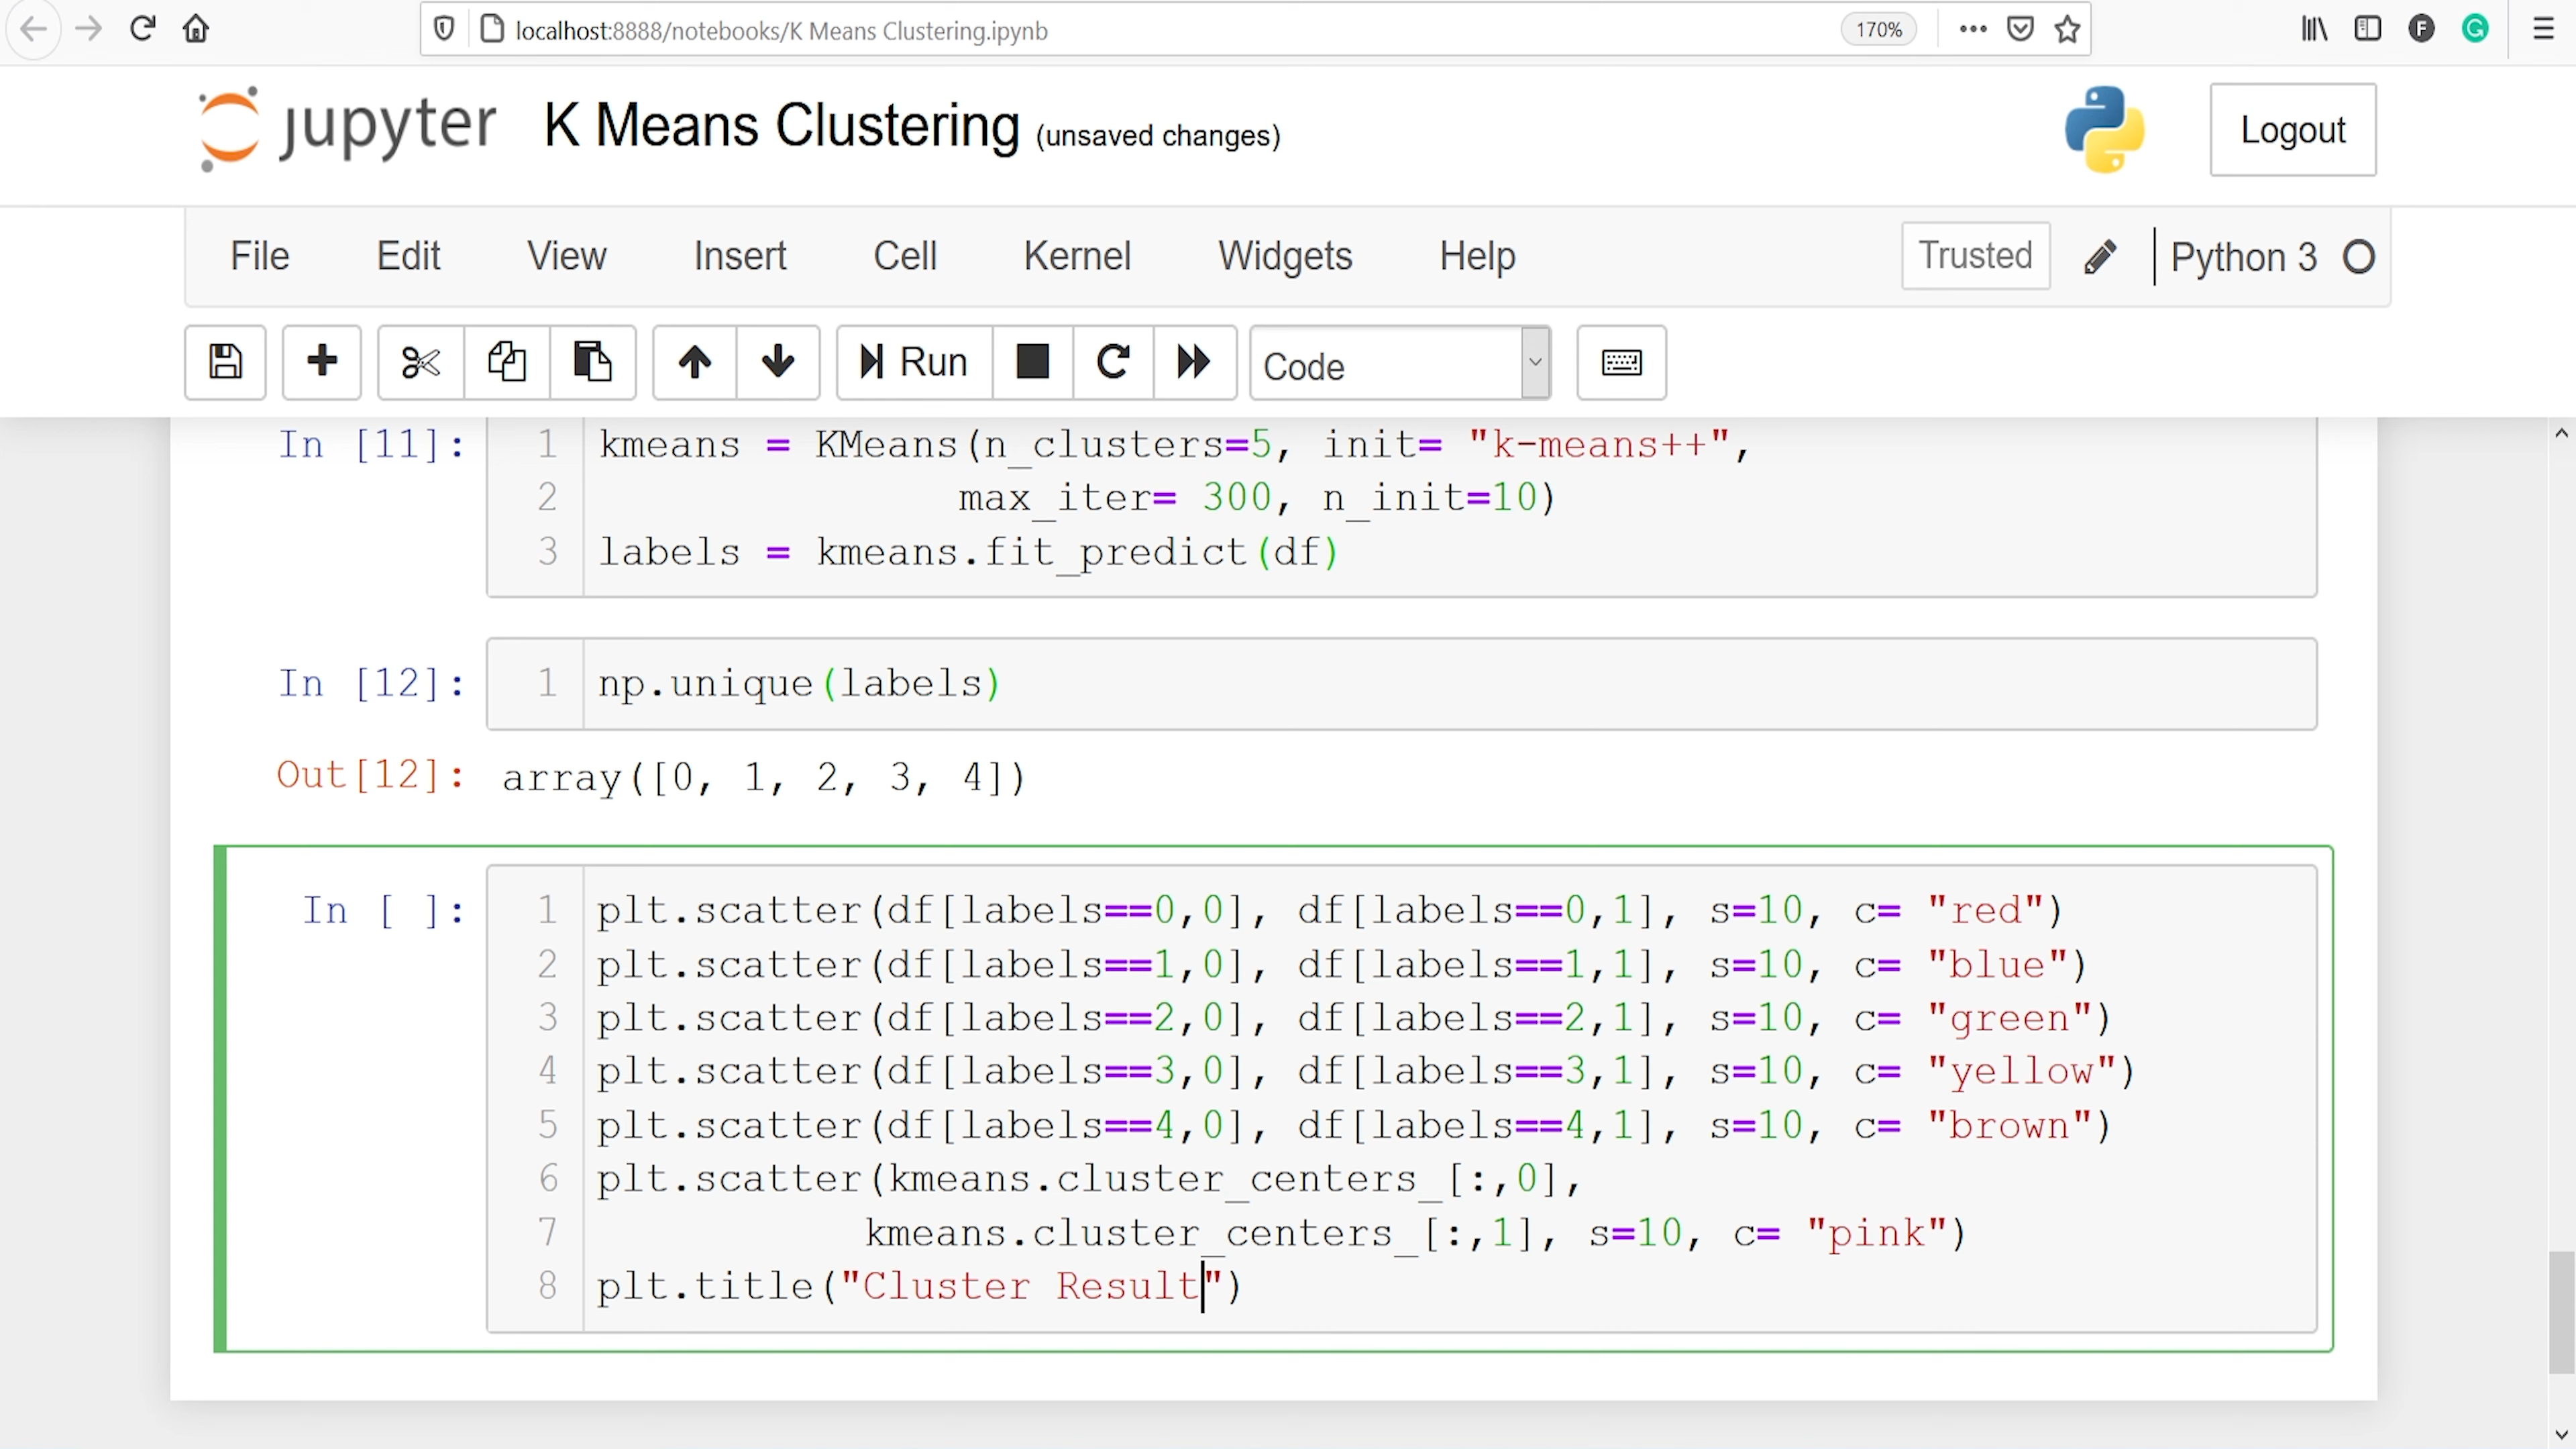 localhost:8888/notebooks/K Means Clustering.ipynb
170%
F
G
jupyter K Means Clustering (unsaved changes)
Logout
File Edit View Insert Cell Kernel Widgets Help
Trusted
Python 3
Run
Code
In [11]:
1 kmeans = KMeans(n_clusters=5, init= "k-means++",
2 max_iter= 300, n_init=10)
3 labels = kmeans.fit_predict(df)
In [12]:
1 np.unique(labels)
Out[12]: array([0, 1, 2, 3, 4])
In [ ]:
1 plt.scatter(df[labels==0,0], df[labels==0,1], s=10, c= "red")
2 plt.scatter(df[labels==1,0], df[labels==1,1], s=10, c= "blue")
3 plt.scatter(df[labels==2,0], df[labels==2,1], s=10, c= "green")
4 plt.scatter(df[labels==3,0], df[labels==3,1], s=10, c= "yellow")
5 plt.scatter(df[labels==4,0], df[labels==4,1], s=10, c= "brown")
6 plt.scatter(kmeans.cluster_centers_[:,0],
7 kmeans.cluster_centers_[:,1], s=10, c= "pink")
8 plt.title("Cluster Result")